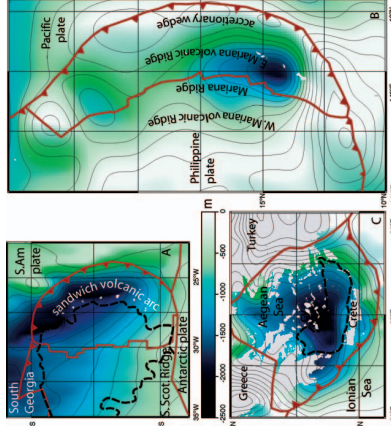 A
South
Georgia
S.Am
plate
sandwich volcanic arc
S.Scot Ridge
Antarctic plate
35°W
30°W
25°W
B
Pacific
plate
accretionary wedge
E. Mariana volcanic Ridge
Mariana Ridge
W. Mariana volcanic Ridge
Philippine
plate
15°N
10°N
-2500
-2000
-1500
-1000
-500
0
m
C
Greece
Aegean
Sea
Turkey
Crete
Ionian
Sea